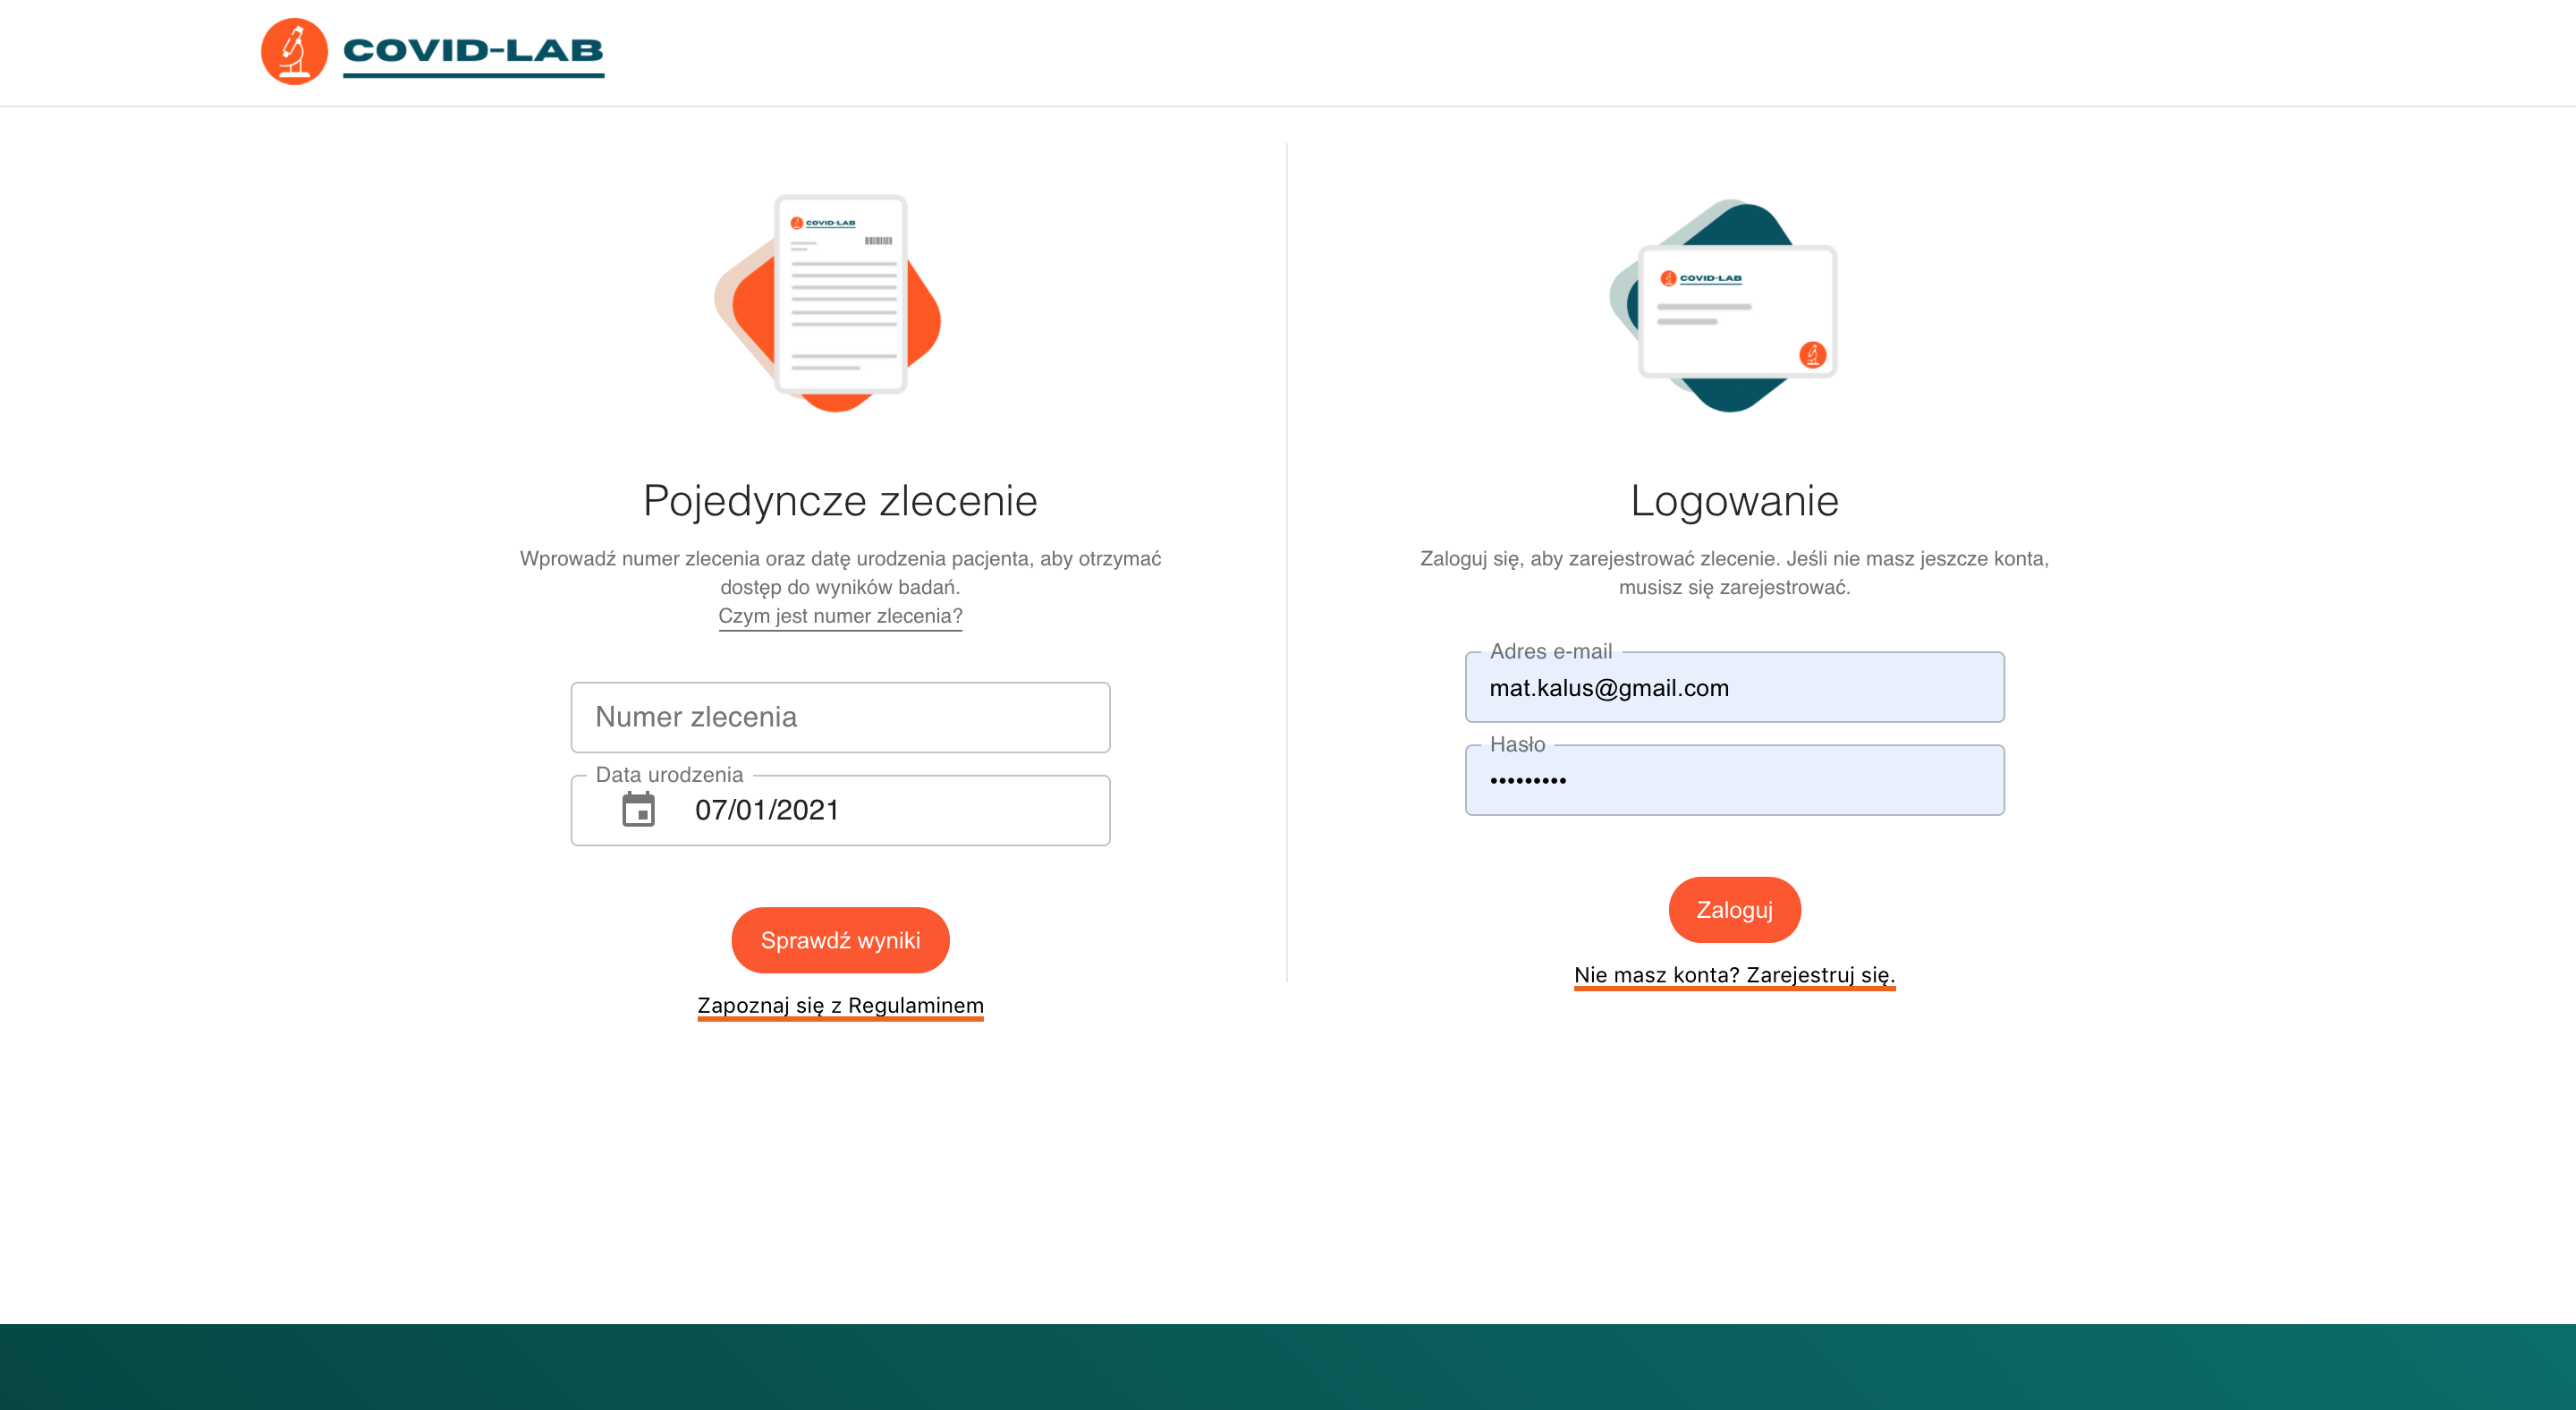 COVID-LAB
COVID-LAB
Pojedyncze zlecenie
Wprowadź numer zlecenia oraz datę urodzenia pacjenta, aby otrzymać
dostęp do wyników badań.
Czym jest numer zlecenia?
Numer zlecenia
Data urodzenia
07/01/2021
Sprawdź wyniki
Zapoznaj się z Regulaminem
COVID-LAB
Logowanie
Zaloguj się, aby zarejestrować zlecenie. Jeśli nie masz jeszcze konta,
musisz się zarejestrować.
Adres e-mail
mat.kalus@gmail.com
Hasło
•••••••••
Zaloguj
Nie masz konta? Zarejestruj się.